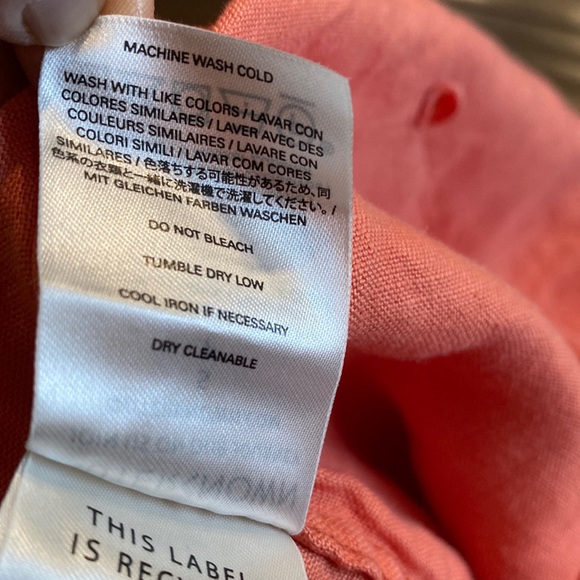 MACHINE WASH COLD
WASH WITH LIKE COLORS / LAVAR CON
COLORES SIMILARES / LAVER AVEC DES
COULEURS SIMILAIRES / LAVARE CON
COLORI SIMILI / LAVAR COM CORES
SIMILARES / 色落ちする可能性があるため、同
色系の衣類と一緒に洗濯機で洗濯してください。/
MIT GLEICHEN FARBEN WASCHEN
DO NOT BLEACH
TUMBLE DRY LOW
COOL IRON IF NECESSARY
DRY CLEANABLE
THIS LABEL
IS